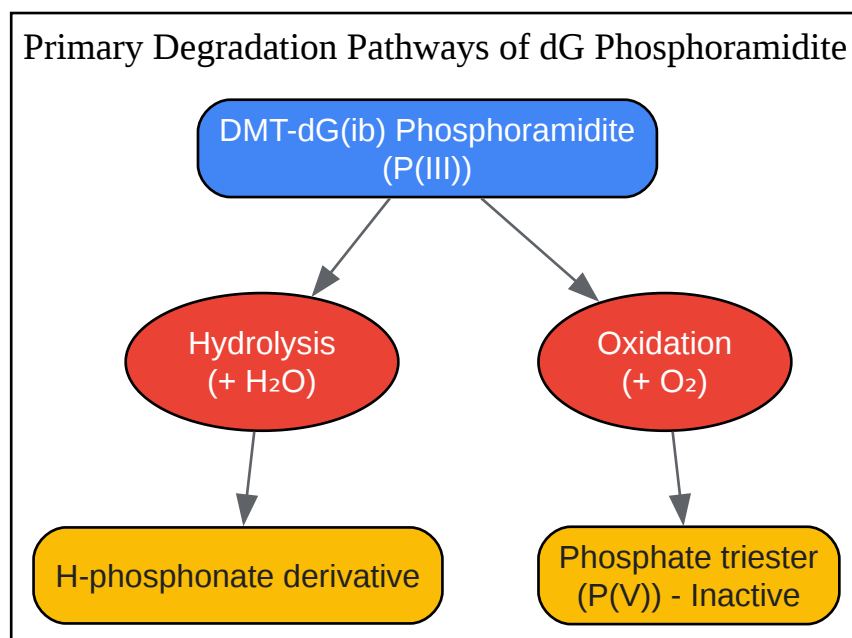 Primary Degradation Pathways of dG Phosphoramidite
DMT-dG(ib) Phosphoramidite
(P(III))
Hydrolysis
(+ H₂O)
Oxidation
(+ O₂)
H-phosphonate derivative
Phosphate triester
(P(V)) - Inactive